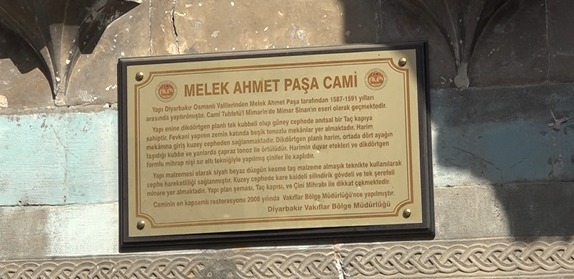 MELEK AHMET PAŞA CAMİ
Yapı Diyarbakır Osmanlı Valilerinden Melek Ahmet Paşa tarafından 1587-1591 yılları
arasında yaptırılmıştır. Cami Tuhfetü'l Mimarin'de Mimar Sinan'ın eseri olarak geçmektedir.
Yapı enine dikdörtgen planlı tek kubbeli olup güney cephede anıtsal bir Taç kapıya
sahiptir. Fevkani yapının zemin katında beşik tonozlu mekânlar yer almaktadır. Harim
mekânına giriş kuzey cepheden sağlanmaktadır. Dikdörtgen planlı harim, ortada dört ayağın
taşıdığı kubbe ve yanlarda çapraz tonoz ile örtülüdür. Harimin duvar etekleri ve dikdörtgen
formlu mihrap nişi sır altı tekniğiyle yapılmış çiniler ile kaplıdır.
Yapı malzemesi olarak siyah beyaz düzgün kesme taş malzeme almaşık teknikte kullanılarak
cephe hareketliliği sağlanmıştır. Kuzey cephede kare kaideli silindirik gövdeli ve tek şerefeli
minare yer almaktadır. Yapı plan şeması, Taç kapısı, ve Çini Mihrabı ile dikkat çekmektedir.
Caminin en kapsamlı restorasyonu 2008 yılında Vakıflar Bölge Müdürlüğü'nce yapılmıştır.
Diyarbakır Vakıflar Bölge Müdürlüğü